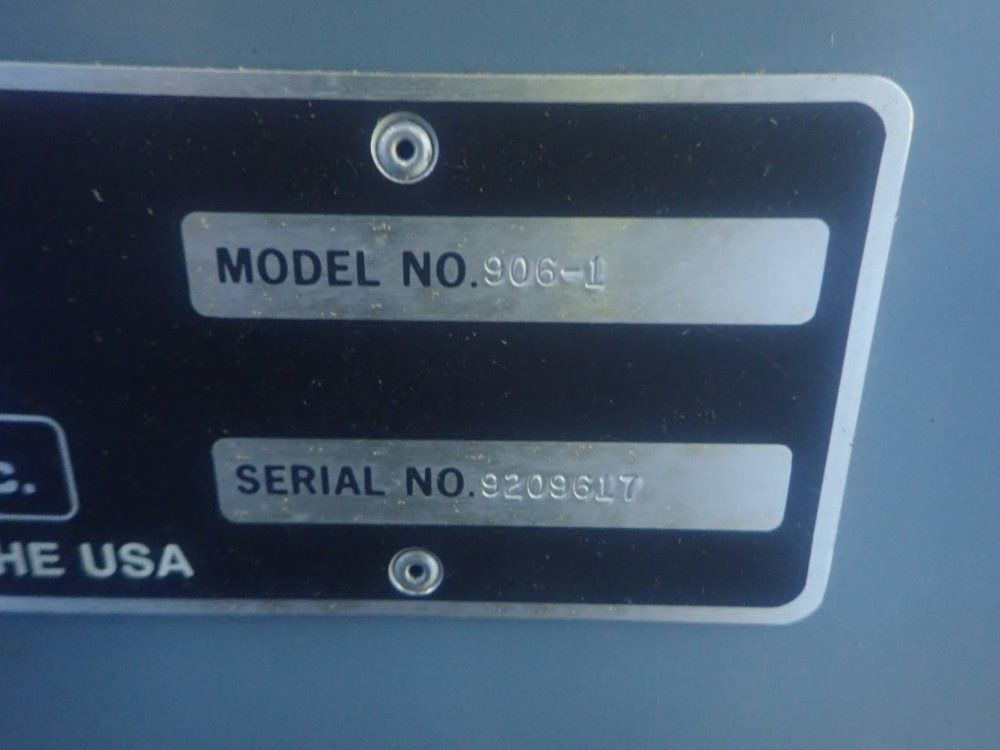 MODEL NO. 906-1
SERIAL NO. 9209617
c.
HE USA